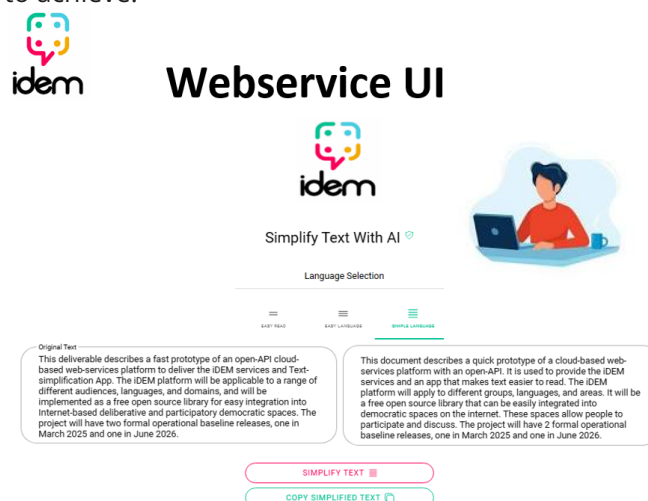 to achieve.
idem
Webservice UI
idem
Simplify Text With AI
Language Selection
EASY READ
EASY LANGUAGE
SIMPLE LANGUAGE
Original Text
This deliverable describes a fast prototype of an open-API cloud-
based web-services platform to deliver the iDEM services and Text-
simplification App. The iDEM platform will be applicable to a range of
different audiences, languages, and domains, and will be
implemented as a free open source library for easy integration into
Internet-based deliberative and participatory democratic spaces. The
project will have two formal operational baseline releases, one in
March 2025 and one in June 2026.
This document describes a quick prototype of a cloud-based web-
services platform with an open-API. It is used to provide the iDEM
services and an app that makes text easier to read. The iDEM
platform will apply to different groups, languages, and areas. It will be
a free open source library that can be easily integrated into
democratic spaces on the internet. These spaces allow people to
participate and discuss. The project will have 2 formal operational
baseline releases, one in March 2025 and one in June 2026.
SIMPLIFY TEXT
COPY SIMPLIFIED TEXT